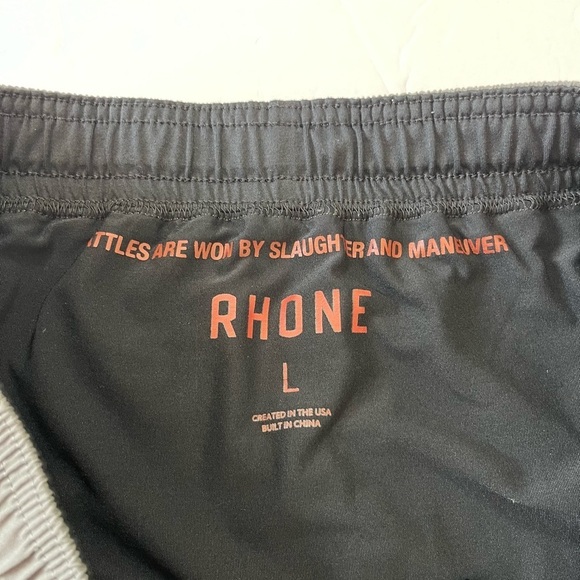 ATTLES ARE WON BY SLAUGHTER AND MANEUVER
RHONE
L
CREATED IN THE USA
BUILT IN CHINA